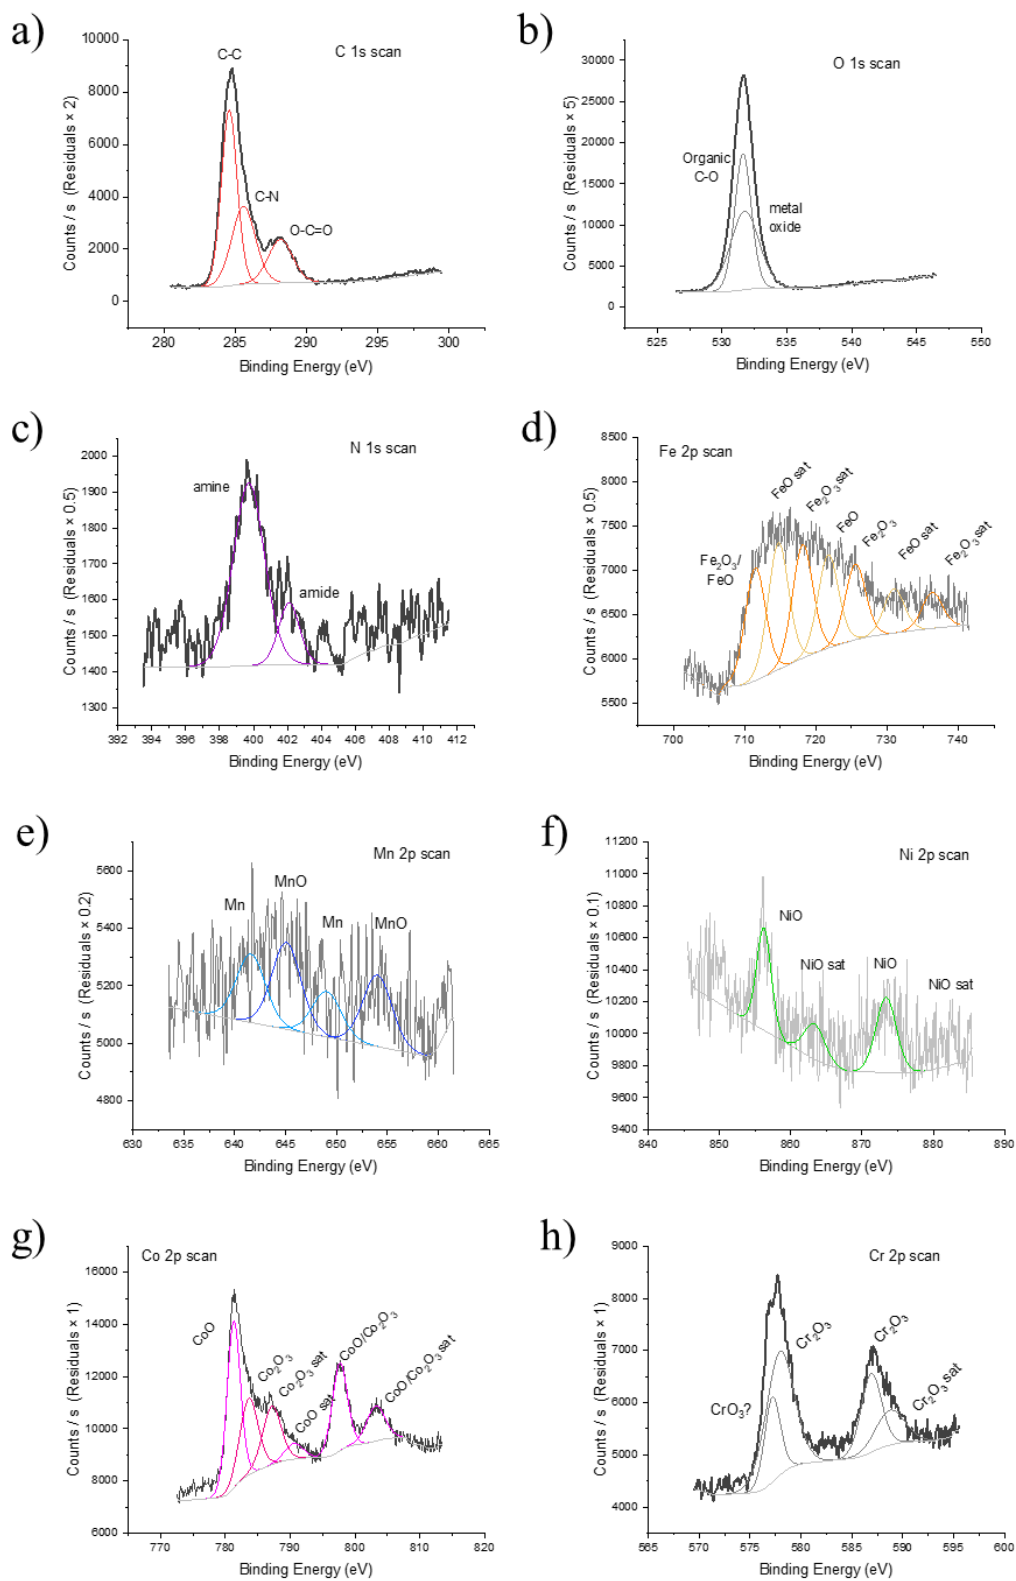 a)
C 1s scan
C-C
C-N
O-C=O
10000
8000
6000
4000
2000
0
Counts / s (Residuals × 2)
280
285
290
295
300
Binding Energy (eV)
b)
O 1s scan
Organic
C-O
metal
oxide
30000
25000
20000
15000
10000
5000
0
Counts / s (Residuals × 5)
525
530
535
540
545
550
Binding Energy (eV)
c)
N 1s scan
amine
amide
2000
1900
1800
1700
1600
1500
1400
1300
Counts / s (Residuals × 0.5)
392
394
396
398
400
402
404
406
408
410
412
Binding Energy (eV)
d)
Fe 2p scan
Fe₂O₃/
FeO
FeO sat
Fe₂O₃ sat
FeO
Fe₂O₃
FeO sat
Fe₂O₃ sat
8500
8000
7500
7000
6500
6000
5500
Counts / s (Residuals × 0.5)
700
710
720
730
740
Binding Energy (eV)
e)
Mn 2p scan
Mn
MnO
Mn
MnO
5600
5400
5200
5000
4800
Counts / s (Residuals × 0.2)
630
635
640
645
650
655
660
665
Binding Energy (eV)
f)
Ni 2p scan
NiO
NiO sat
NiO
NiO sat
11200
11000
10800
10600
10400
10200
10000
9800
9600
9400
Counts / s (Residuals × 0.1)
840
850
860
870
880
890
Binding Energy (eV)
g)
Co 2p scan
CoO
Co₂O₃
Co₂O₃ sat
CoO sat
CoO/Co₂O₃
CoO/Co₂O₃ sat
16000
14000
12000
10000
8000
6000
Counts / s (Residuals × 1)
770
780
790
800
810
820
Binding Energy (eV)
h)
Cr 2p scan
CrO₃?
Cr₂O₃
Cr₂O₃
Cr₂O₃ sat
9000
8000
7000
6000
5000
4000
Counts / s (Residuals × 1)
565
570
575
580
585
590
595
600
Binding Energy (eV)